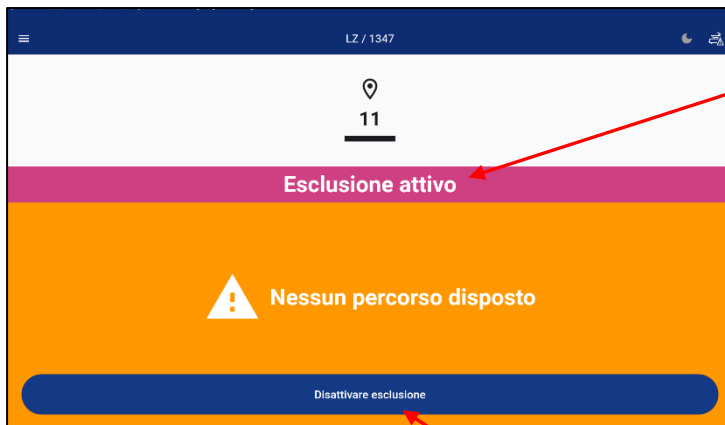 LZ / 1347
11
Esclusione attivo
Nessun percorso disposto
Disattivare esclusione